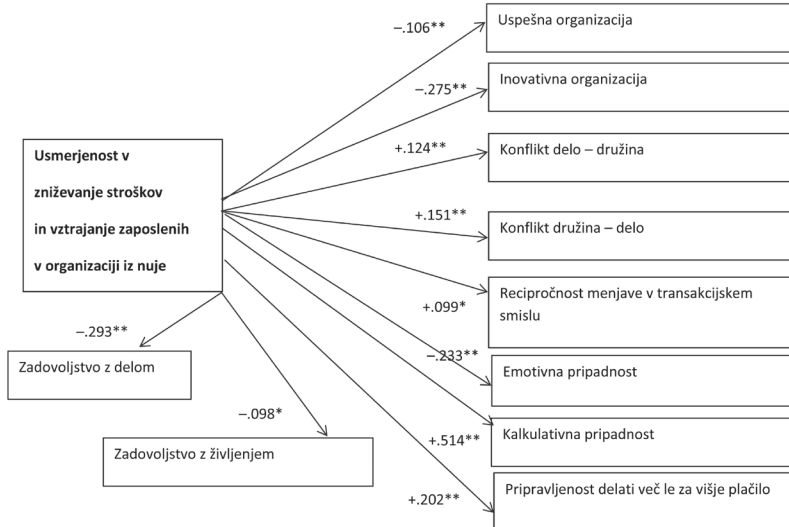 –.106**
Uspešna organizacija
–.275**
Inovativna organizacija
Usmerjenost v
zniževanje stroškov
in vztrajanje zaposlenih
v organizaciji iz nuje
+.124**
Konflikt delo – družina
+.151**
Konflikt družina – delo
+.099*
Recipročnost menjave v transakcijskem
smislu
–.293**
Zadovoljstvo z delom
–.233**
Emotivna pripadnost
–.098*
Zadovoljstvo z življenjem
+.514**
Kalkulativna pripadnost
+.202**
Pripravljenost delati več le za višje plačilo